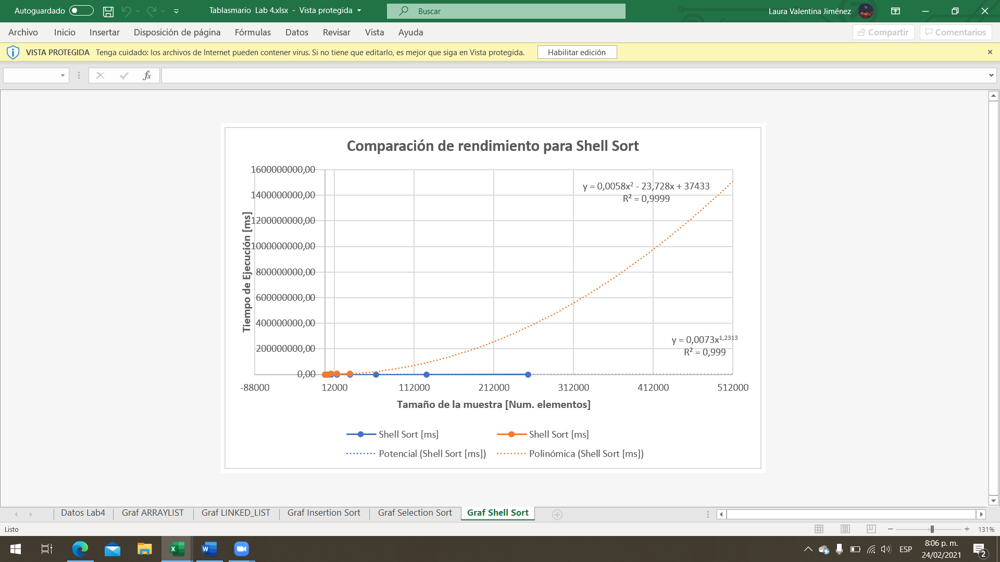 Autoguardado
Tablasmario Lab 4.xlsx - Vista protegida
Buscar
Laura Valentina Jiménez
Archivo Inicio Insertar Disposición de página Fórmulas Datos Revisar Vista Ayuda
Compartir Comentarios
VISTA PROTEGIDA Tenga cuidado: los archivos de Internet pueden contener virus. Si no tiene que editarlo, es mejor que siga en Vista protegida. Habilitar edición
fx
Comparación de rendimiento para Shell Sort
Tiempo de Ejecución [ms]
1600000000,00
1400000000,00
1200000000,00
1000000000,00
800000000,00
600000000,00
400000000,00
200000000,00
0,00
y = 0,0058x² - 23,728x + 37433
R² = 0,9999
y = 0,0073x^1,2313
R² = 0,999
-88000 12000 112000 212000 312000 412000 512000
Tamaño de la muestra [Num. elementos]
Shell Sort [ms] Shell Sort [ms]
Potencial (Shell Sort [ms]) Polinómica (Shell Sort [ms])
Datos Lab4 Graf ARRAYLIST Graf LINKED_LIST Graf Insertion Sort Graf Selection Sort Graf Shell Sort
Listo
131%
ESP
8:06 p. m.
24/02/2021
2